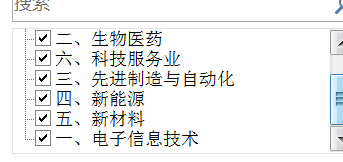 搜索
二、生物医药
六、科技服务业
三、先进制造与自动化
四、新能源
五、新材料
一、电子信息技术